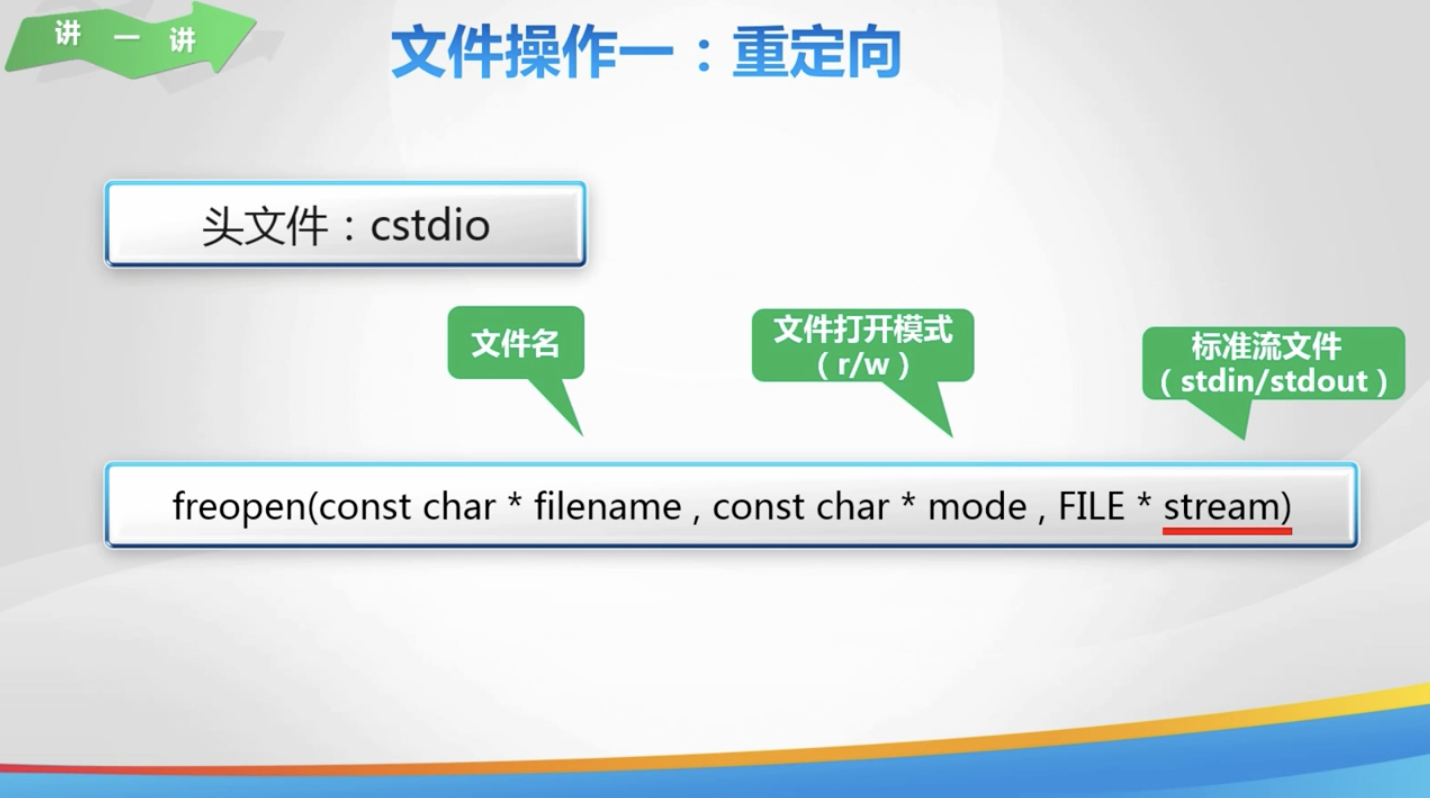 讲一讲
文件操作一：重定向
头文件：cstdio
文件名
文件打开模式
（r/w）
标准流文件
（stdin/stdout）
freopen(const char * filename , const char * mode , FILE * stream)